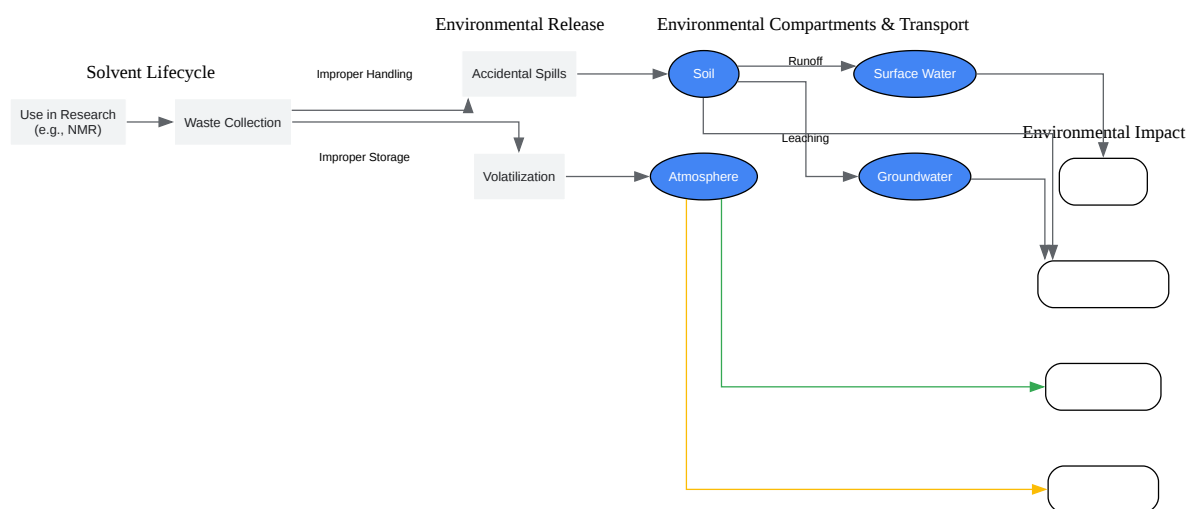 Environmental Release
Environmental Compartments & Transport
Solvent Lifecycle
Improper Handling
Accidental Spills
Soil
Runoff
Surface Water
Use in Research
(e.g., NMR)
Waste Collection
Leaching
Environmental Impact
Improper Storage
Volatilization
Atmosphere
Groundwater